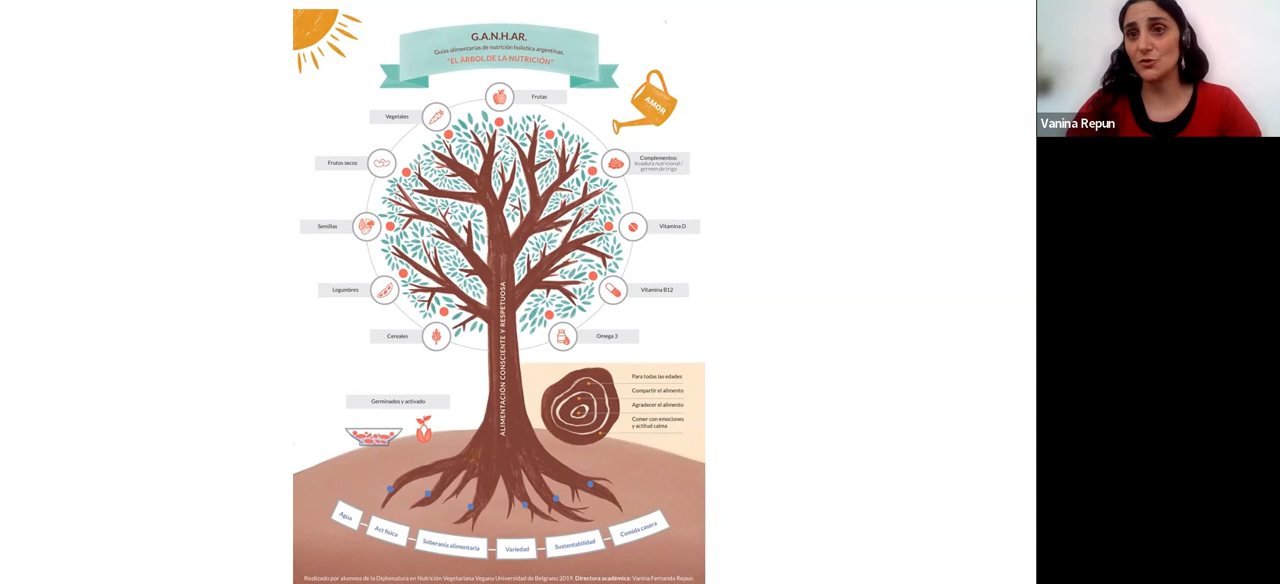 G.A.N.H.AR.
Guías alimentarias de nutrición holística argentinas.
"EL ÁRBOL DE LA NUTRICIÓN"
Vanina Repun
Frutas
AMOR
Vegetales
Complementos:
levadura nutricional /
germen de trigo
Frutos secos
Semillas
Vitamina D
Legumbres
Vitamina B12
Cereales
Omega 3
ALIMENTACIÓN CONSCIENTE Y RESPETUOSA
Para todas las edades
Compartir el alimento
Agradecer el alimento
Comer con emociones
y actitud calma
Germinados y activado
Agua
Act física
Soberanía alimentaria
Variedad
Sustentabilidad
Comida casera
Realizado por alumnos de la Diplomatura en Nutrición Vegetariana Vegana Universidad de Belgrano 2019. Directora académica: Vanina Fernanda Repun.